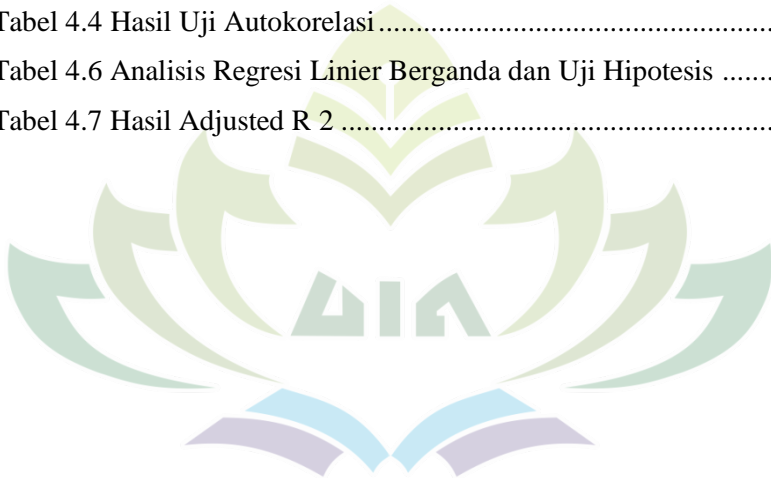 Tabel 4.4 Hasil Uji Autokorelasi..........................................................
Tabel 4.6 Analisis Regresi Linier Berganda dan Uji Hipotesis .......
Tabel 4.7 Hasil Adjusted R 2 ................................................................